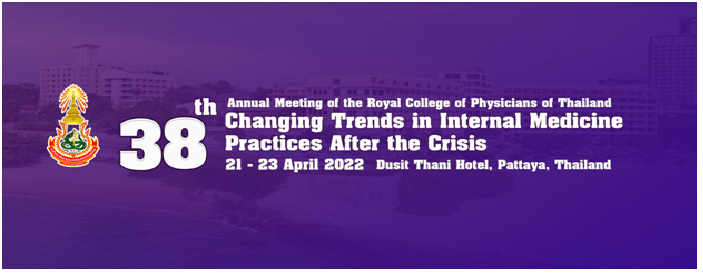 38th
Annual Meeting of the Royal College of Physicians of Thailand
Changing Trends in Internal Medicine
Practices After the Crisis
21 - 23 April 2022 Dusit Thani Hotel, Pattaya, Thailand